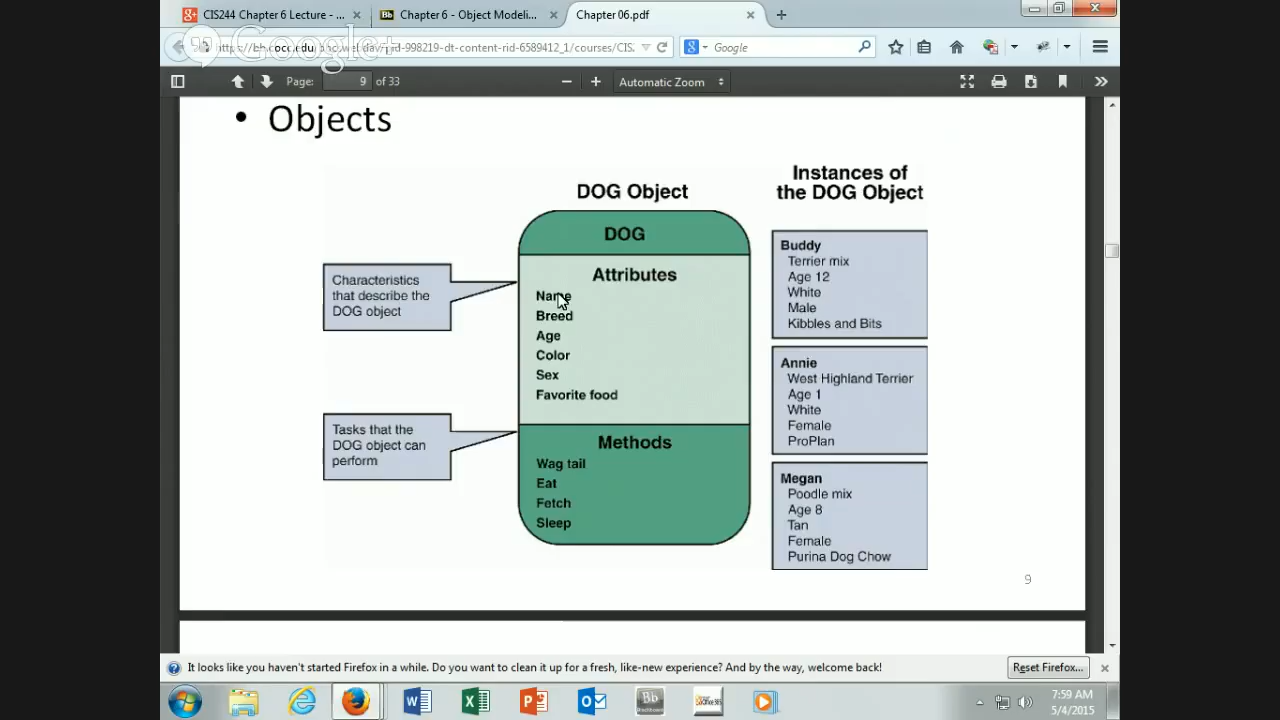 CIS244 Chapter 6 Lecture - ...
Chapter 6 - Object Modeli...
Chapter 06.pdf
Google+
Google
Page: 9 of 33
Automatic Zoom
• Objects
DOG Object
Instances of
the DOG Object
DOG
Attributes
Name
Breed
Age
Color
Sex
Favorite food
Methods
Wag tail
Eat
Fetch
Sleep
Characteristics
that describe the
DOG object
Tasks that the
DOG object can
perform
Buddy
Terrier mix
Age 12
White
Male
Kibbles and Bits
Annie
West Highland Terrier
Age 1
White
Female
ProPlan
Megan
Poodle mix
Age 8
Tan
Female
Purina Dog Chow
9
It looks like you haven't started Firefox in a while. Do you want to clean it up for a fresh, like-new experience? And by the way, welcome back!
Reset Firefox...
7:59 AM
5/4/2015